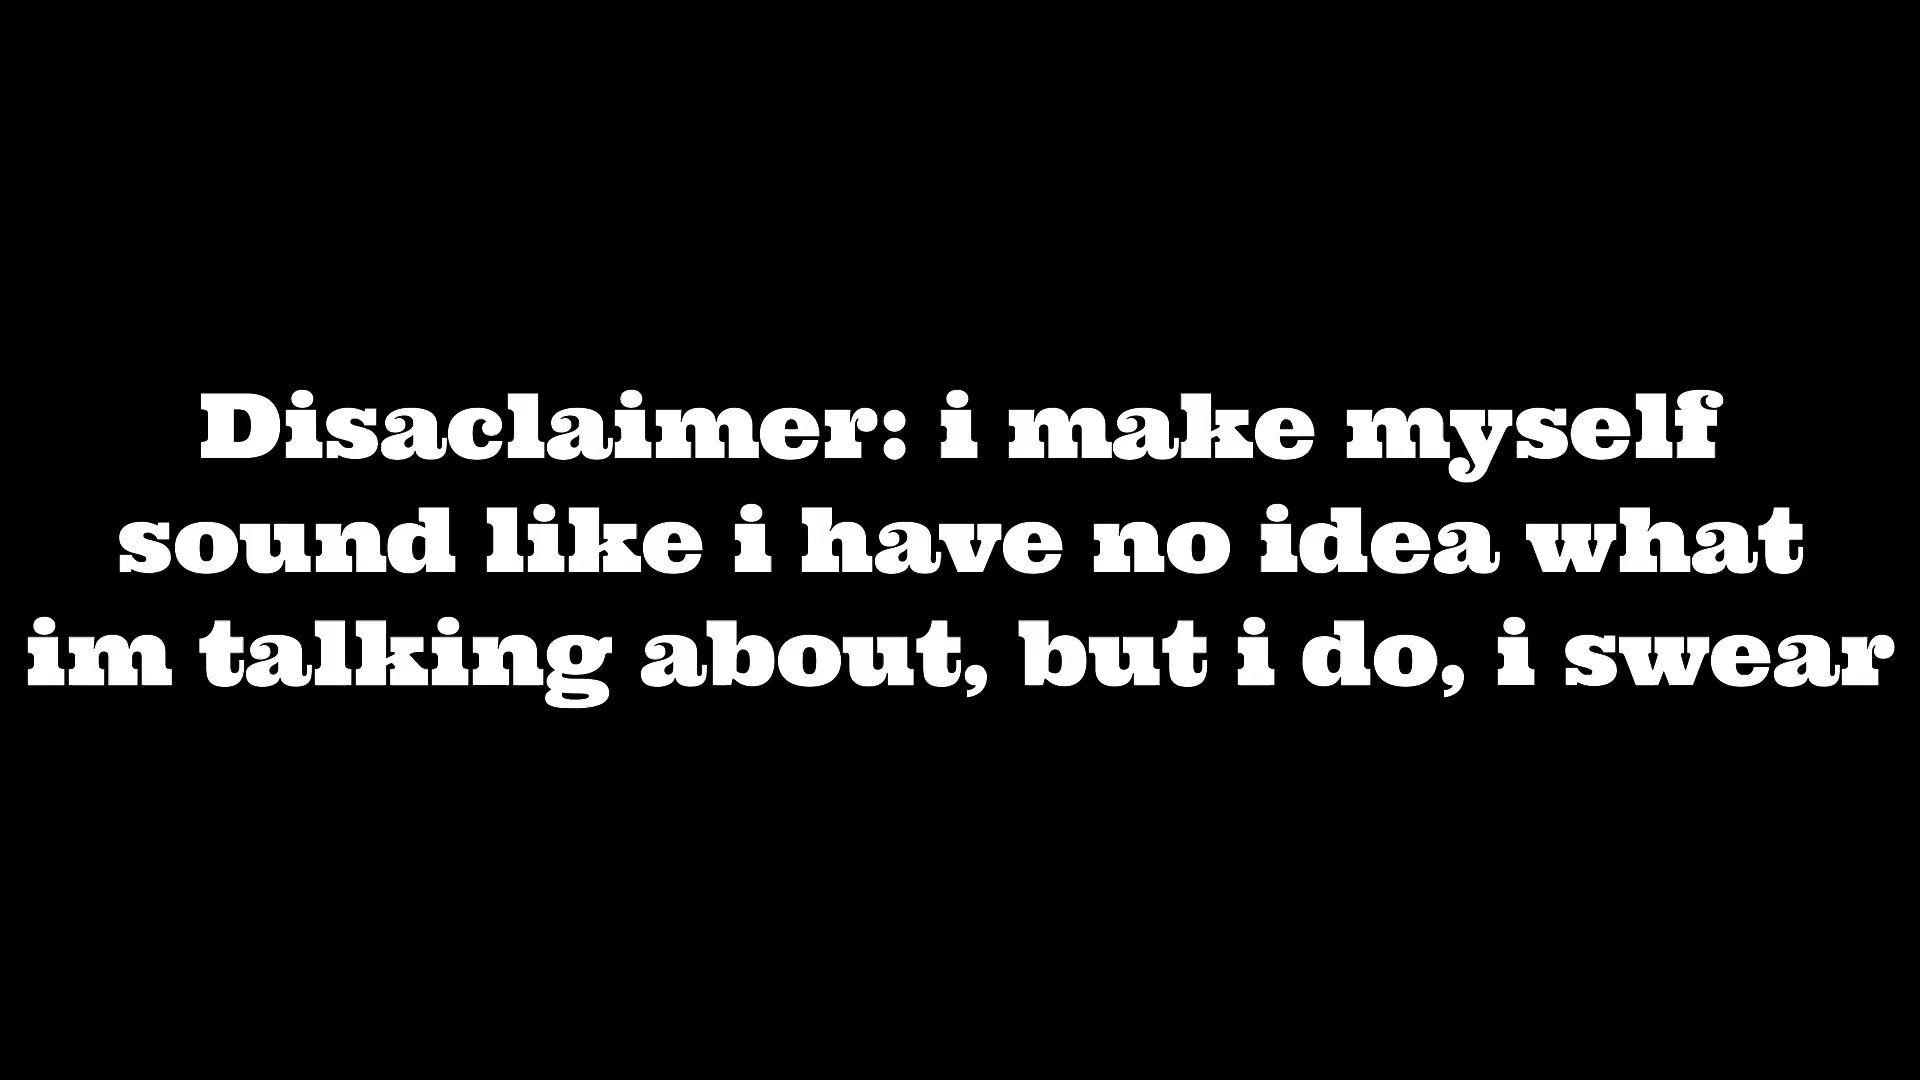 Disaclaimer: i make myself
sound like i have no idea what
im talking about, but i do, i swear